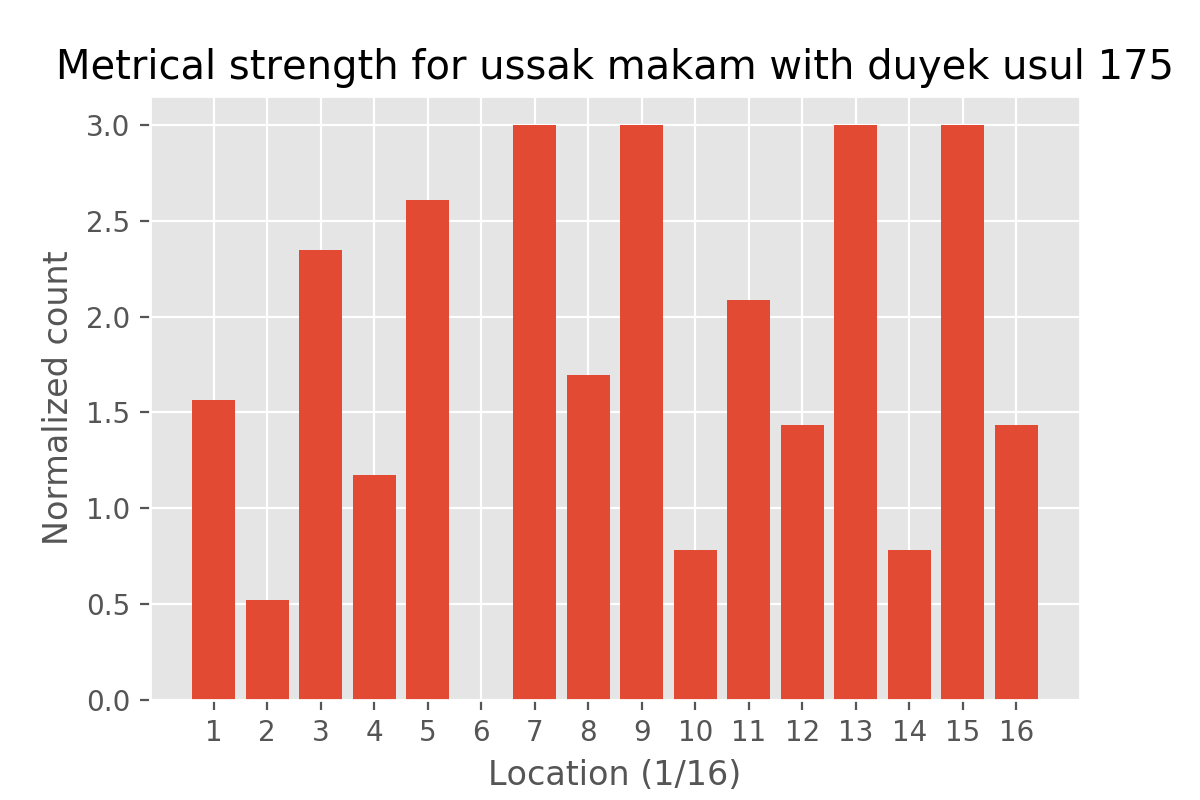 Metrical strength for ussak makam with duyek usul 175
Normalized count
3.0
2.5
2.0
1.5
1.0
0.5
0.0
1 2 3 4 5 6 7 8 9 10 11 12 13 14 15 16
Location (1/16)